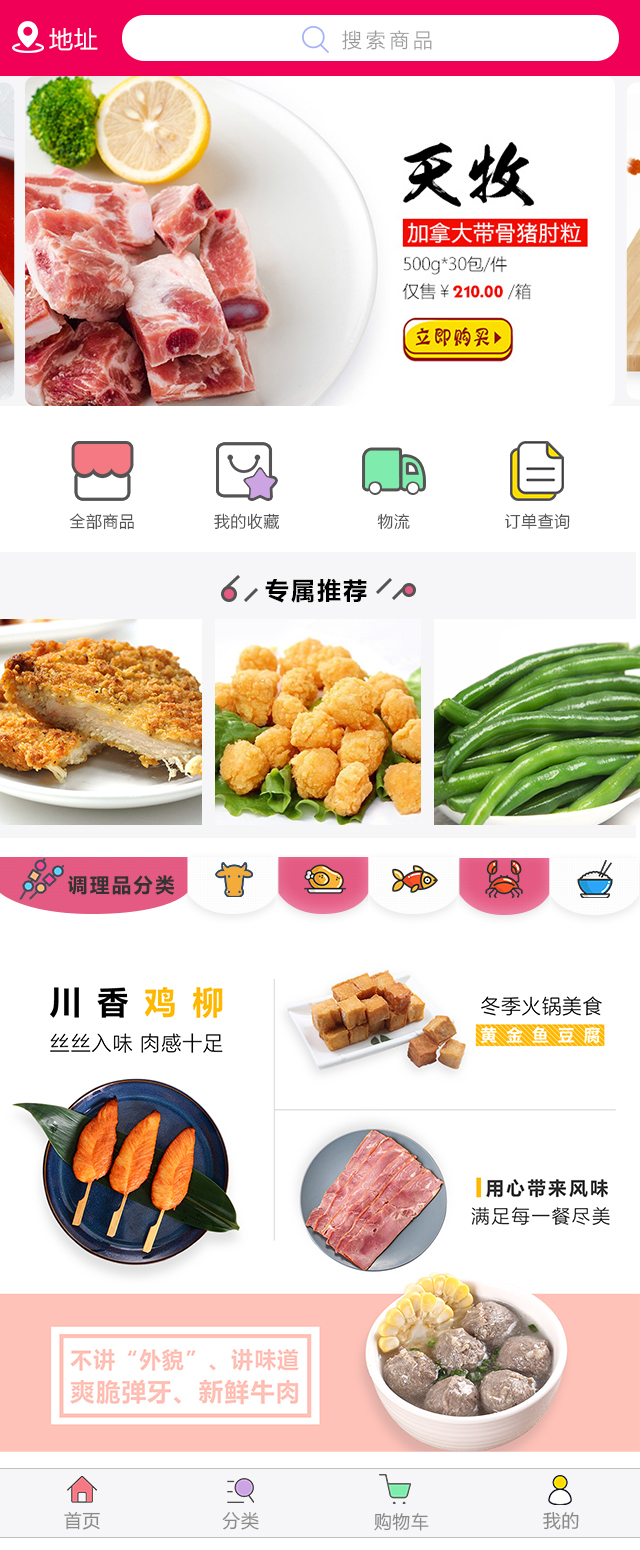 地址
搜索商品
天牧
加拿大带骨猪肘粒
500g*30包/件
仅售￥210.00 /箱
立即购买
全部商品
我的收藏
物流
订单查询
专属推荐
调理品分类
川香鸡柳
丝丝入味 肉感十足
冬季火锅美食
黄金鱼豆腐
用心带来风味
满足每一餐尽美
不讲“外貌”、讲味道
爽脆弹牙、新鲜牛肉
首页
分类
购物车
我的